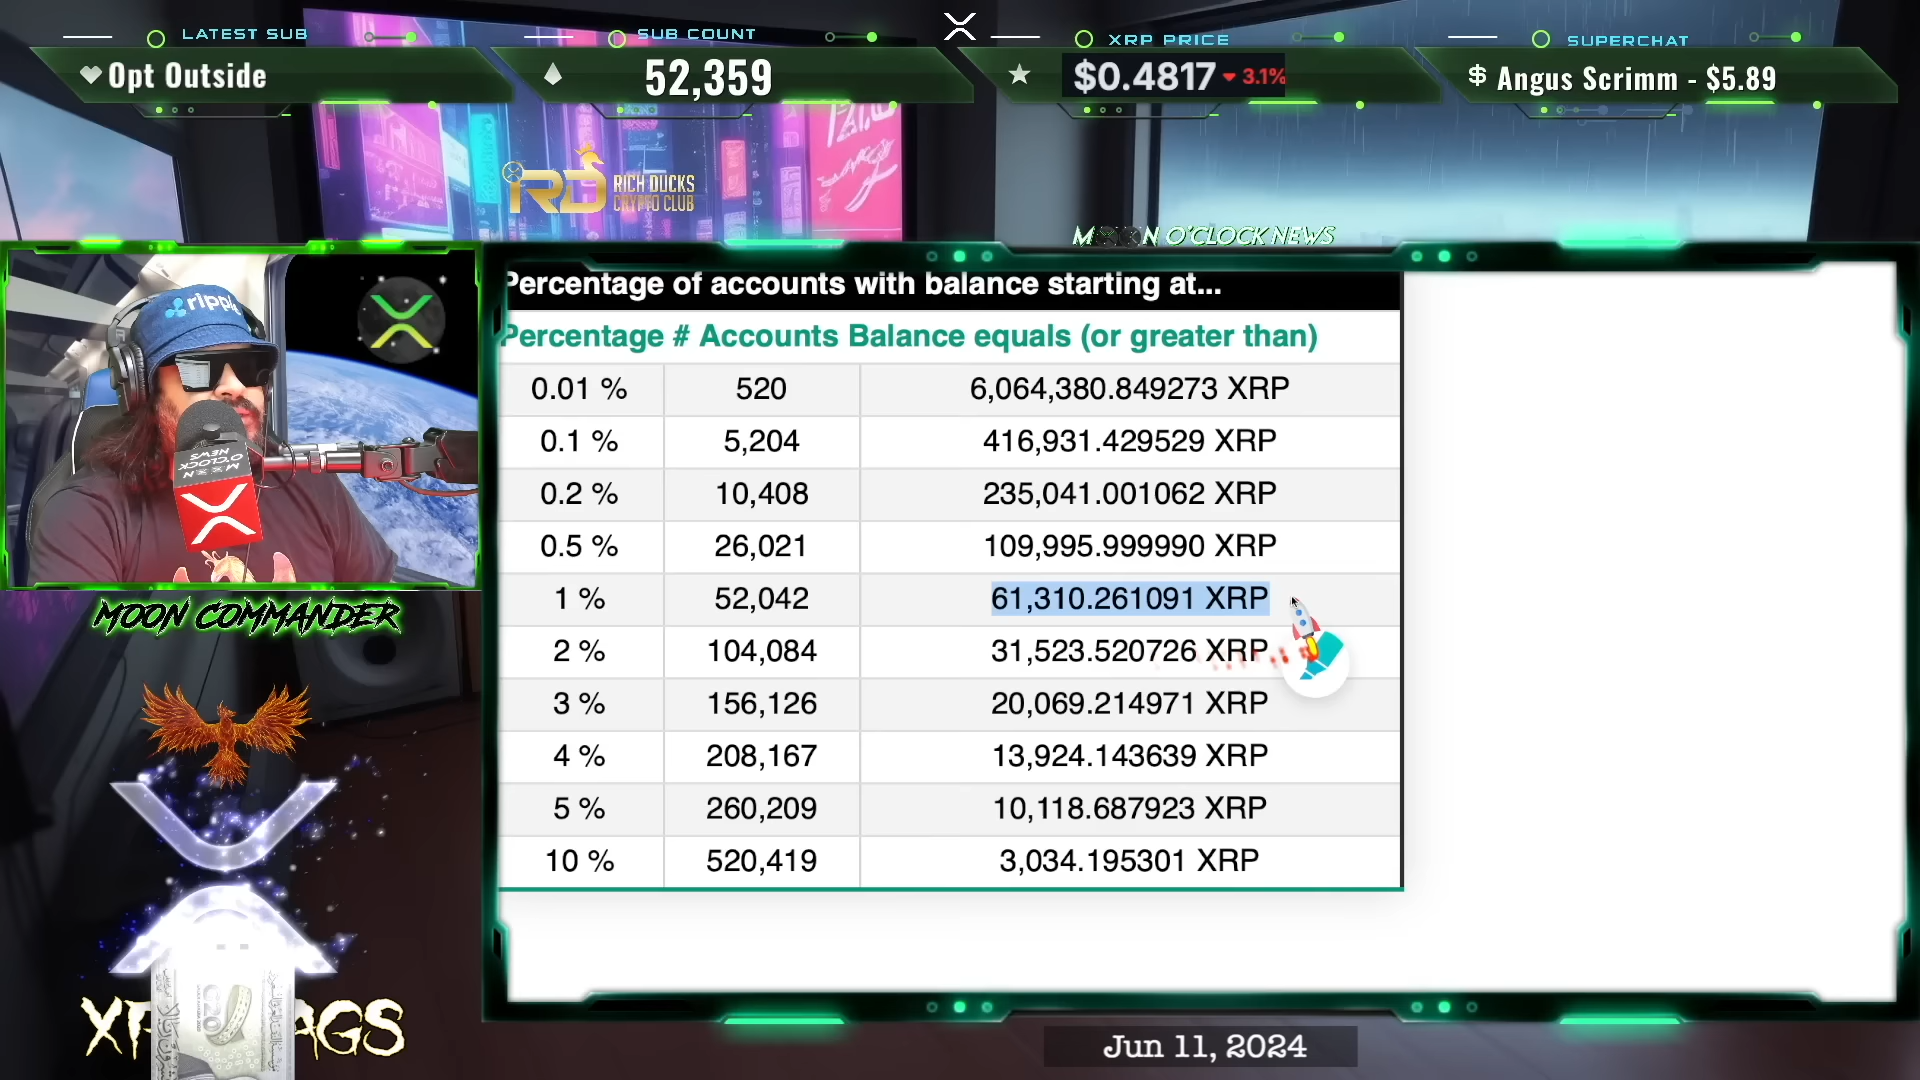 LATEST SUB
Opt Outside
SUB COUNT
52,359
XRP PRICE
$0.4817 3.1%
SUPERCHAT
Angus Scrimm - $5.89
RD RICH DUCKS
CRYPTO CLUB
MOON O'CLOCK NEWS
Percentage of accounts with balance starting at...
Percentage # Accounts Balance equals (or greater than)
0.01 % 520 6,064,380.849273 XRP
0.1 % 5,204 416,931.429529 XRP
0.2 % 10,408 235,041.001062 XRP
0.5 % 26,021 109,995.999990 XRP
1 % 52,042 61,310.261091 XRP
2 % 104,084 31,523.520726 XRP
3 % 156,126 20,069.214971 XRP
4 % 208,167 13,924.143639 XRP
5 % 260,209 10,118.687923 XRP
10 % 520,419 3,034.195301 XRP
ripple
MOON
O'CLOCK
NEWS
MOON COMMANDER
Jun 11, 2024